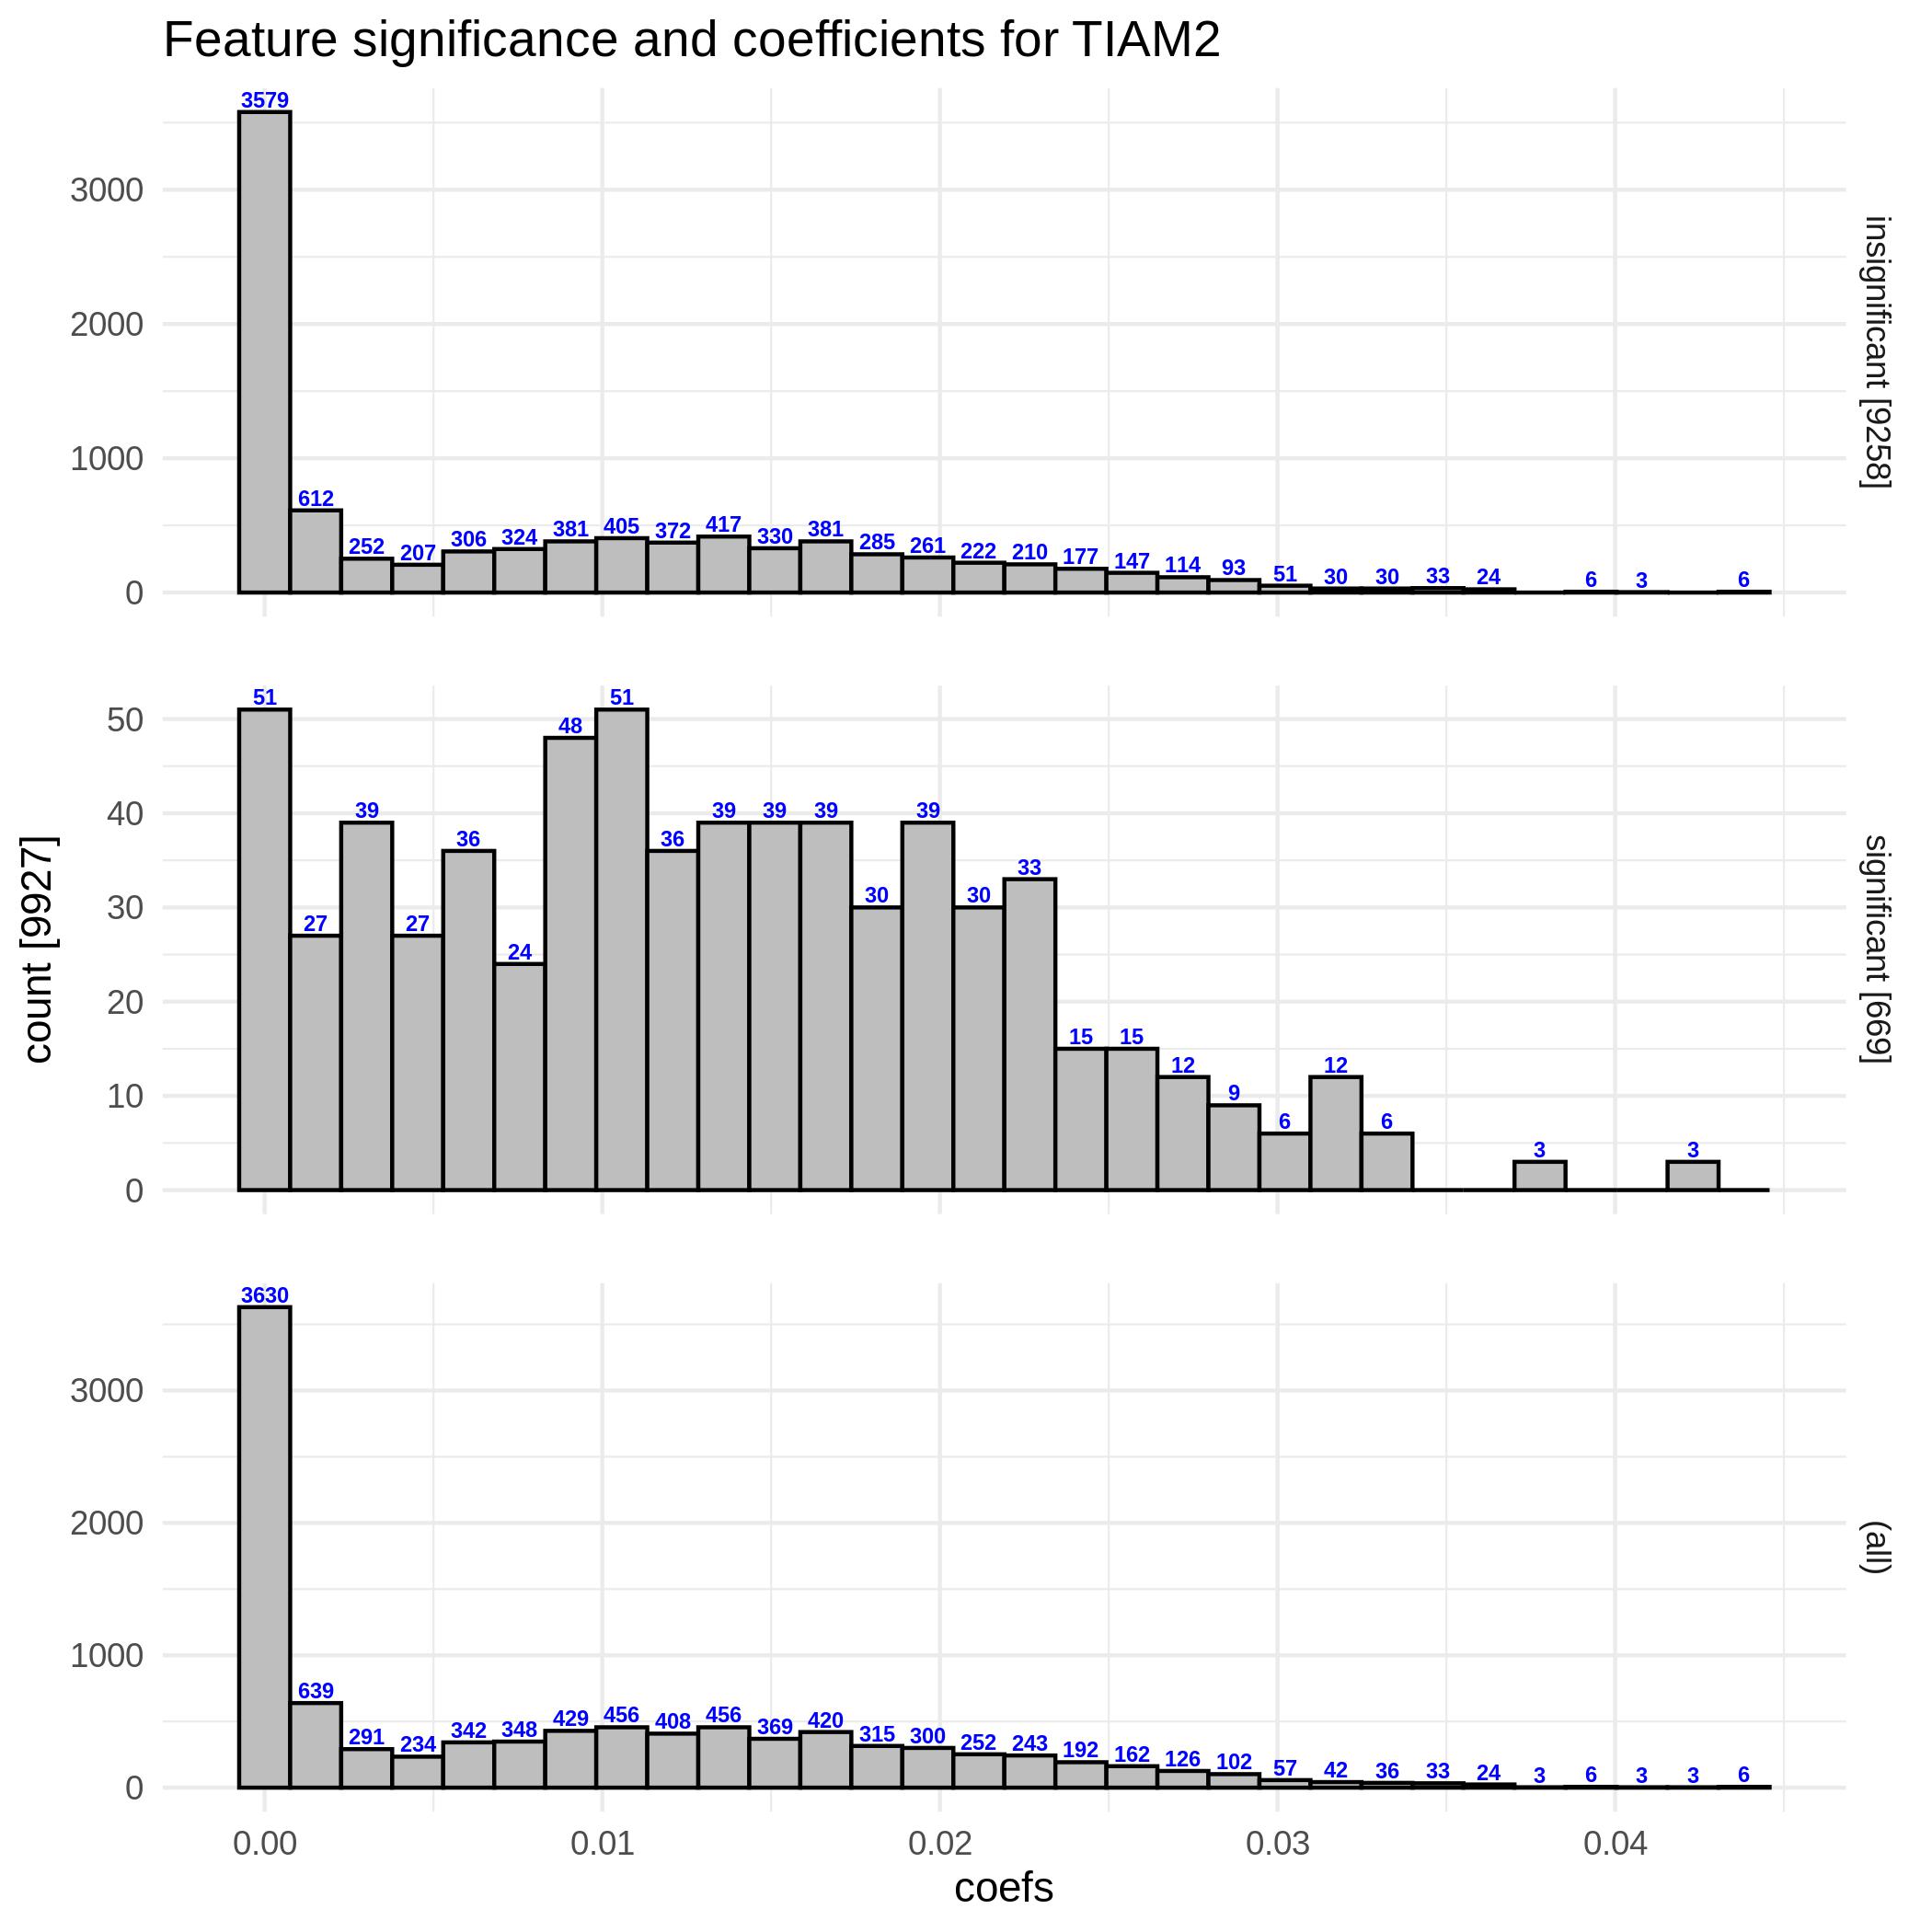 Feature significance and coefficients for TIAM2
3579
612 252 207 306 324 381 405 372 417 330 381 285 261 222 210 177 147 114 93 51 30 30 33 24 6 3 6
3000
2000
1000
0
insignificant [9258]
51 27 39 27 36 24 48 51 36 39 39 39 30 39 30 33 15 15 12 9 6 12 6 3 3
50
40
30
20
10
0
significant [669]
count [9927]
3630
639 291 234 342 348 429 456 408 456 369 420 315 300 252 243 192 162 126 102 57 42 36 33 24 3 6 3 3 6
3000
2000
1000
0
(all)
0.00 0.01 0.02 0.03 0.04
coefs